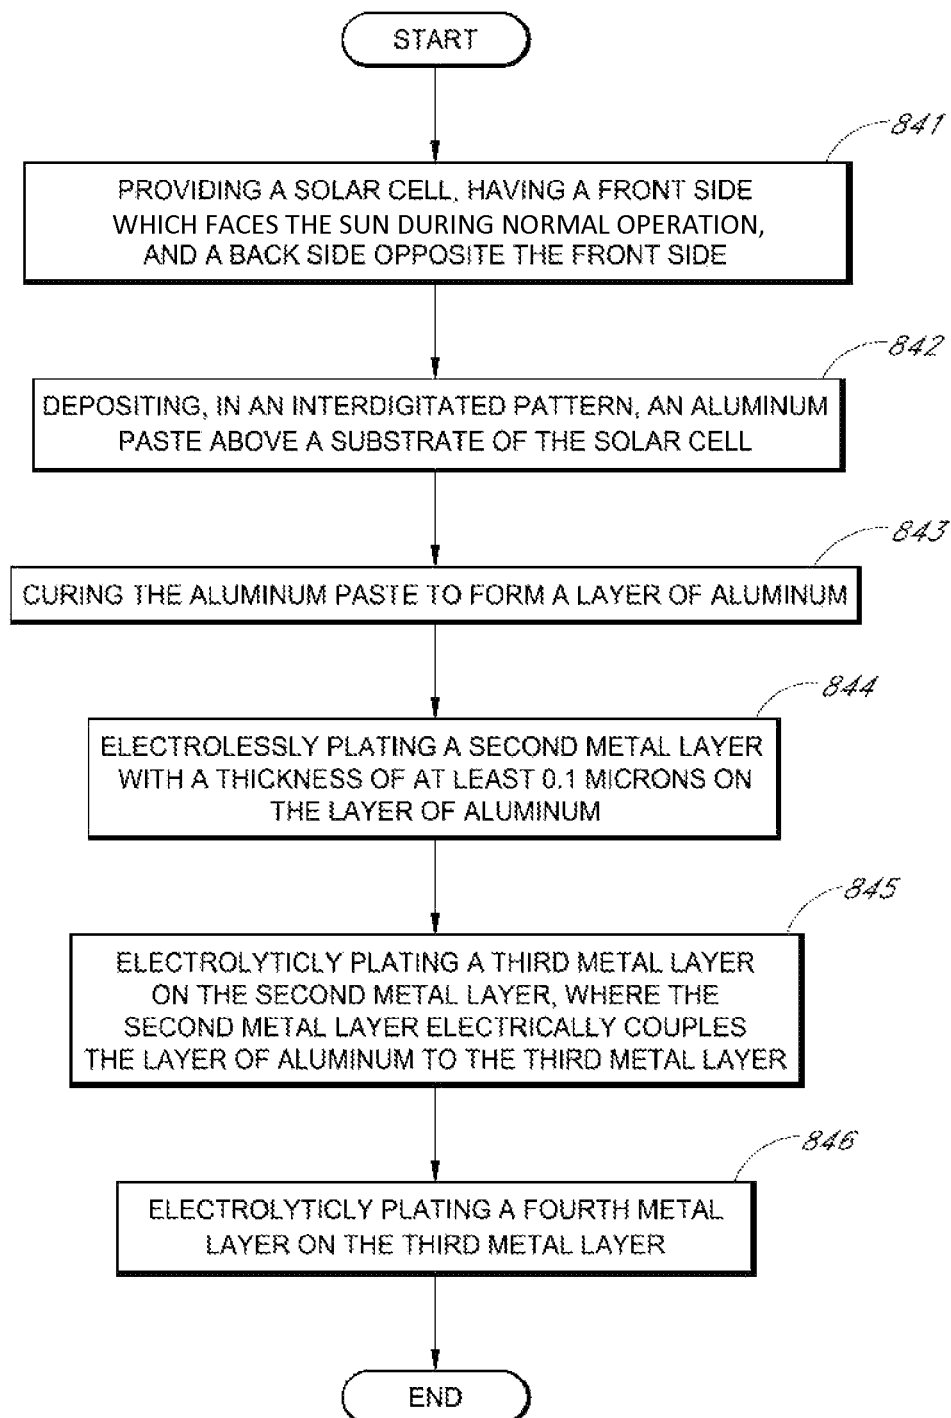 START
841
PROVIDING A SOLAR CELL, HAVING A FRONT SIDE
WHICH FACES THE SUN DURING NORMAL OPERATION,
AND A BACK SIDE OPPOSITE THE FRONT SIDE
842
DEPOSITING, IN AN INTERDIGITATED PATTERN, AN ALUMINUM
PASTE ABOVE A SUBSTRATE OF THE SOLAR CELL
843
CURING THE ALUMINUM PASTE TO FORM A LAYER OF ALUMINUM
844
ELECTROLESSLY PLATING A SECOND METAL LAYER
WITH A THICKNESS OF AT LEAST 0.1 MICRONS ON
THE LAYER OF ALUMINUM
845
ELECTROLYTICLY PLATING A THIRD METAL LAYER
ON THE SECOND METAL LAYER, WHERE THE
SECOND METAL LAYER ELECTRICALLY COUPLES
THE LAYER OF ALUMINUM TO THE THIRD METAL LAYER
846
ELECTROLYTICLY PLATING A FOURTH METAL
LAYER ON THE THIRD METAL LAYER
END